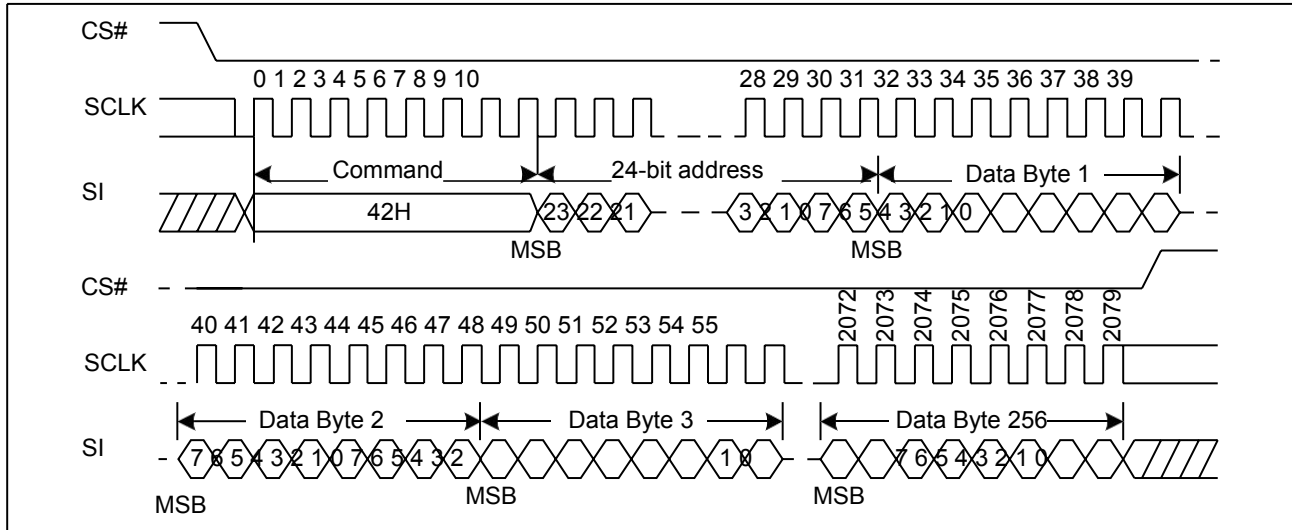 CS#
0 1 2 3 4 5 6 7 8 9 10 28 29 30 31 32 33 34 35 36 37 38 39
SCLK
Command 24-bit address Data Byte 1
SI
42H 23 22 21 3 2 1 0 7 6 5 4 3 2 1 0
MSB MSB
CS#
40 41 42 43 44 45 46 47 48 49 50 51 52 53 54 55 2072 2073 2074 2075 2076 2077 2078 2079
SCLK
Data Byte 2 Data Byte 3 Data Byte 256
SI
7 6 5 4 3 2 1 0 7 6 5 4 3 2 1 0 7 6 5 4 3 2 1 0
MSB MSB MSB